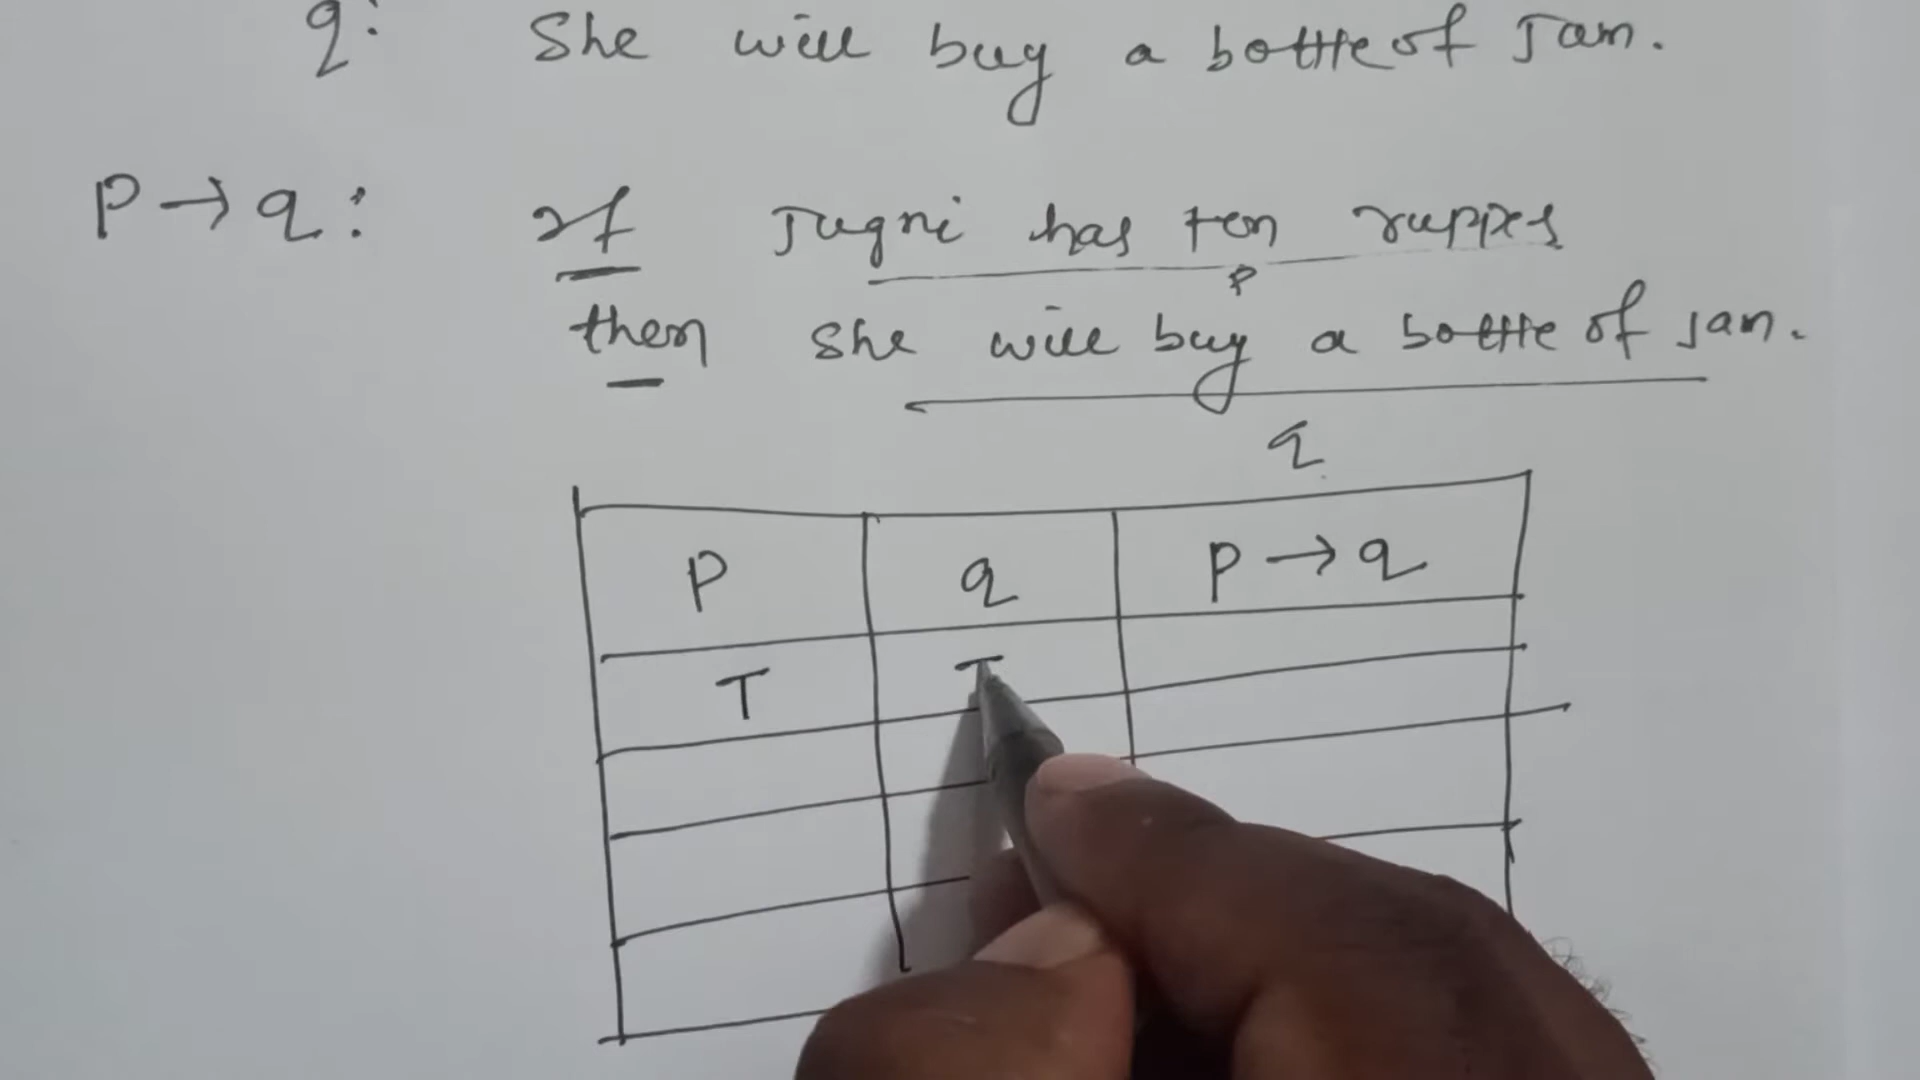 q: She will buy a bottle of Jam.
P → q: If Jugni has ten ruppes
P
then she will buy a bottle of Jam.
q
P q P → q
T T